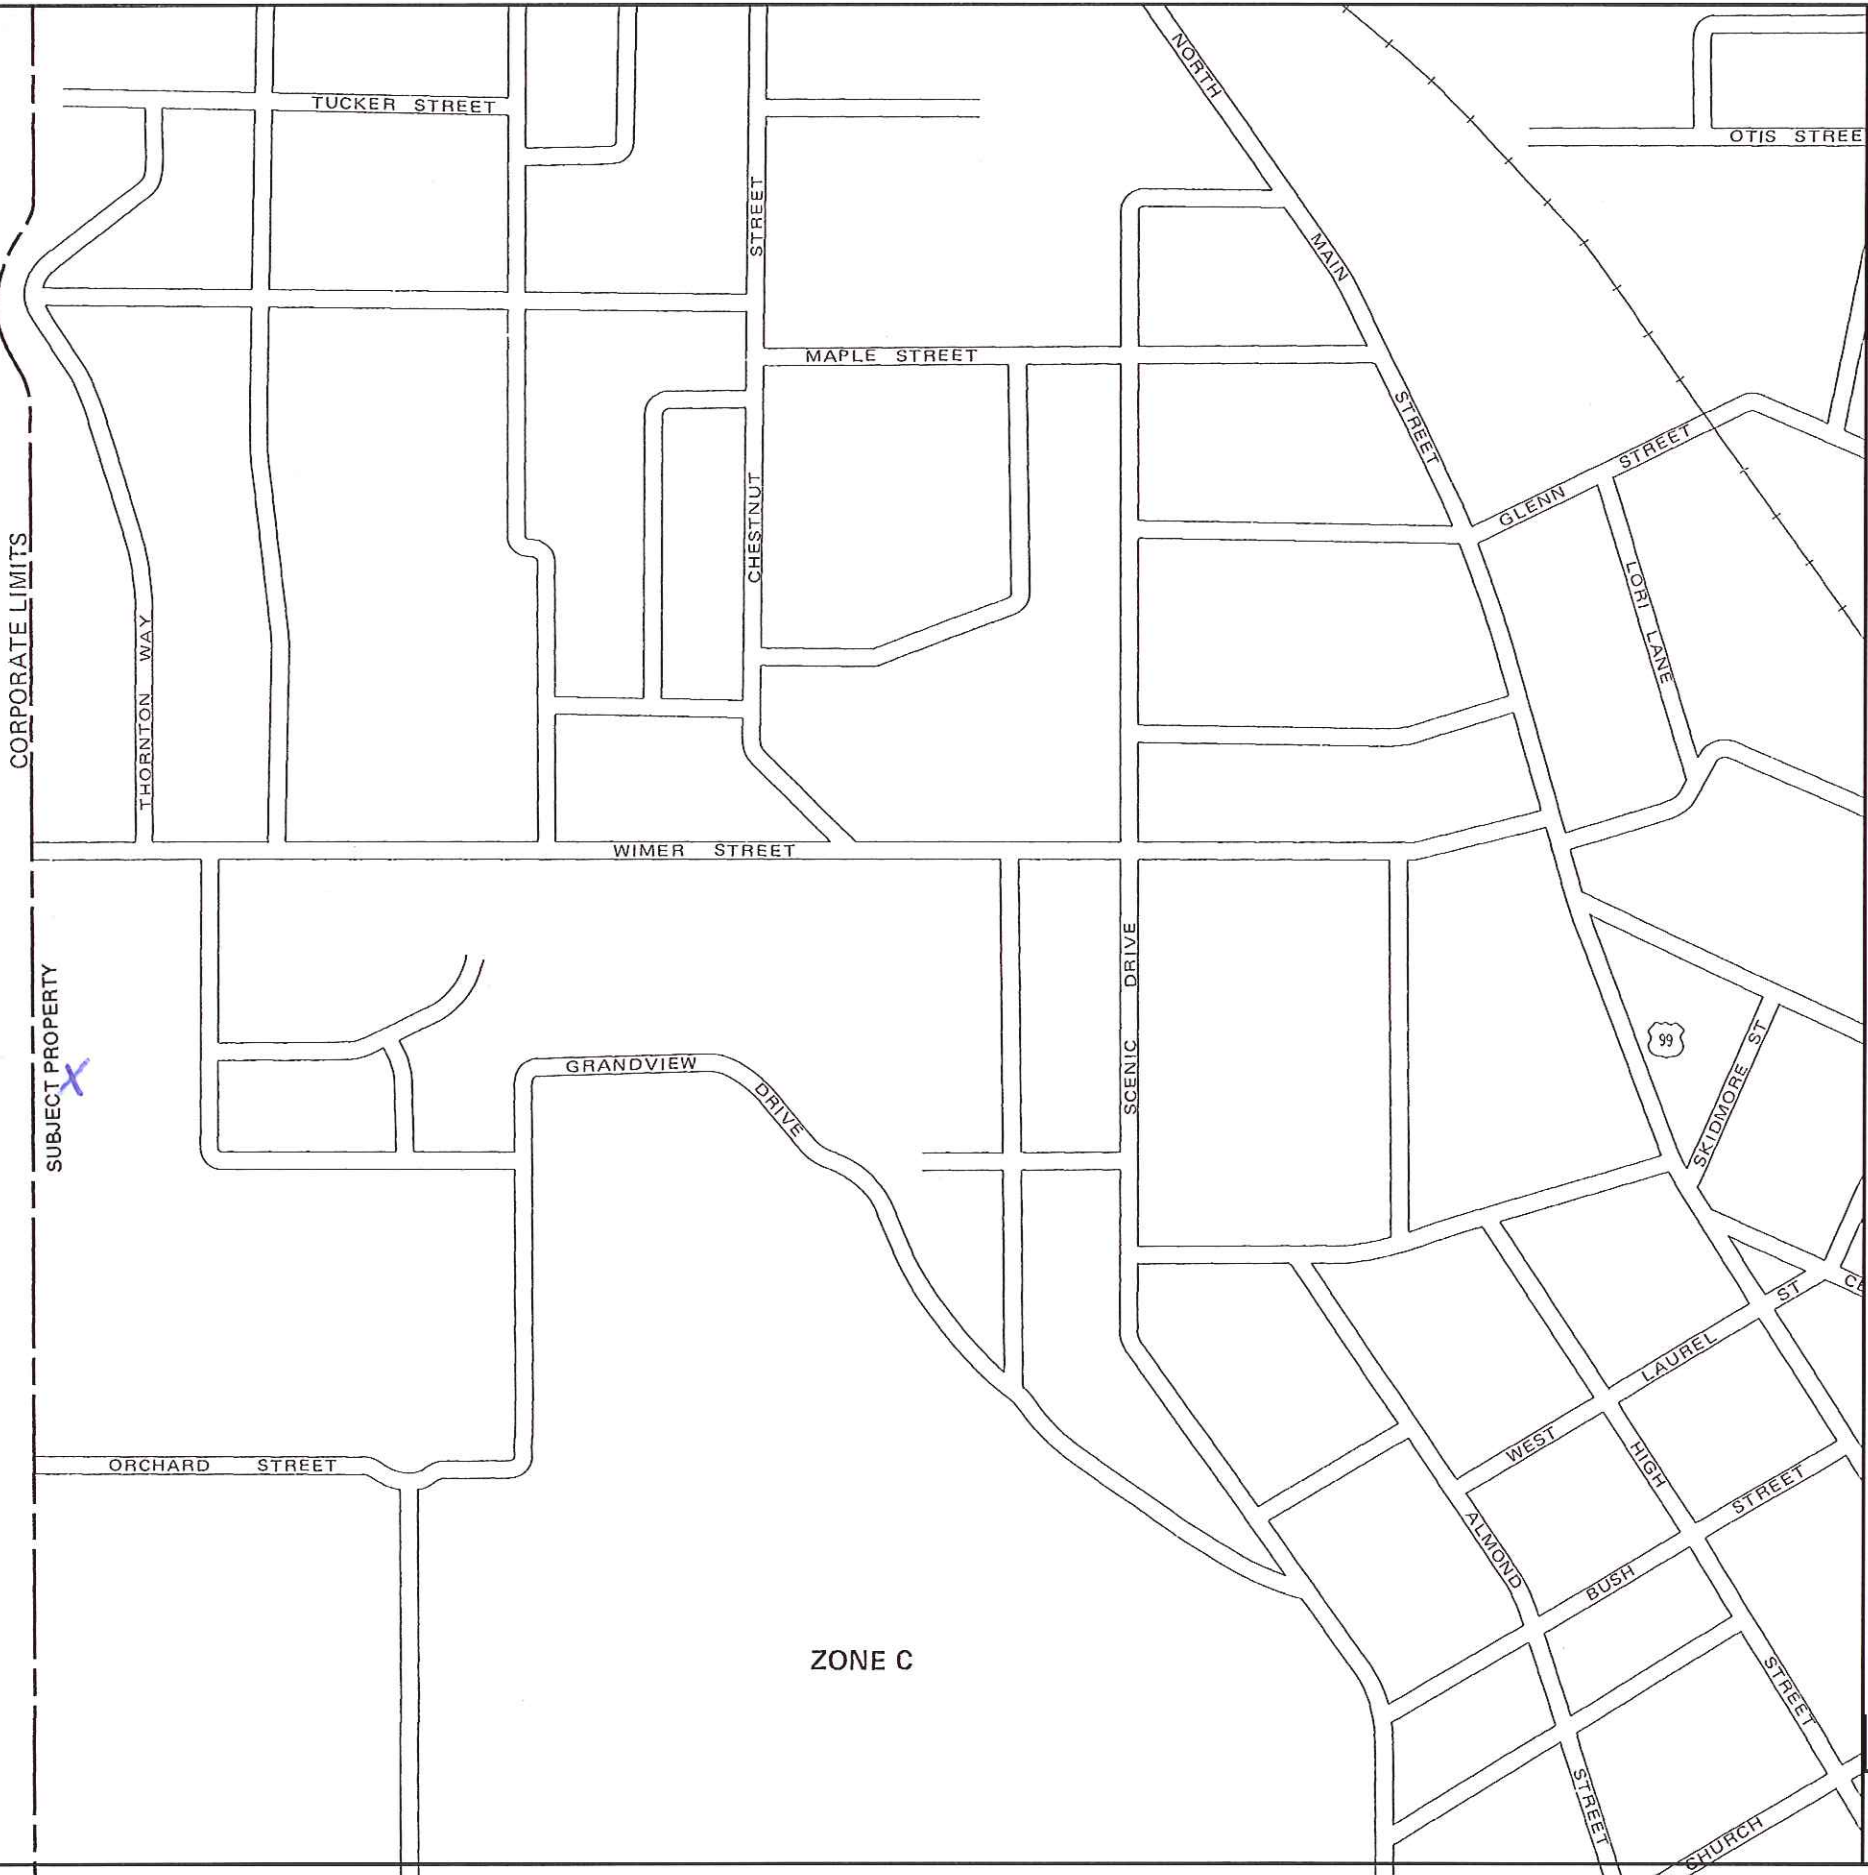 NORTH
TUCKER STREET
OTIS STREE
STREET
MAIN
MAPLE STREET
STREET
STREET
GLENN
CHESTNUT
CORPORATE LIMITS
LORI LANE
THORNTON WAY
WIMER STREET
SCENIC DRIVE
SUBJECT PROPERTY
X
99
SKIDMORE ST
GRANDVIEW
DRIVE
ST
CE
LAUREL
WEST
HIGH
ORCHARD STREET
STREET
ALMOND
BUSH
ZONE C
STREET
STREET
CHURCH